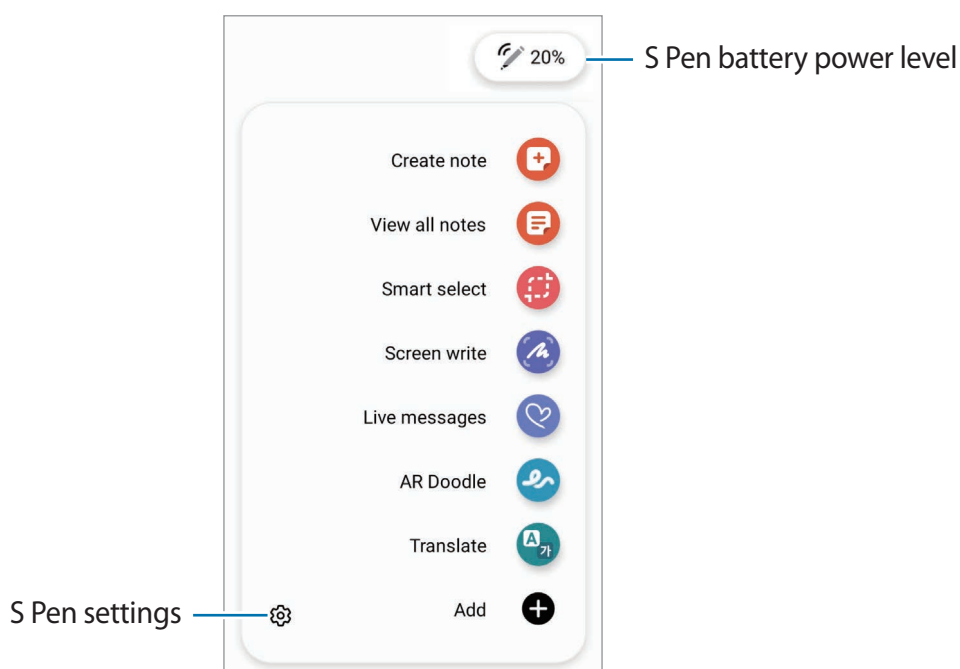 20%
S Pen battery power level
Create note
View all notes
Smart select
Screen write
Live messages
AR Doodle
Translate
A가
S Pen settings
Add